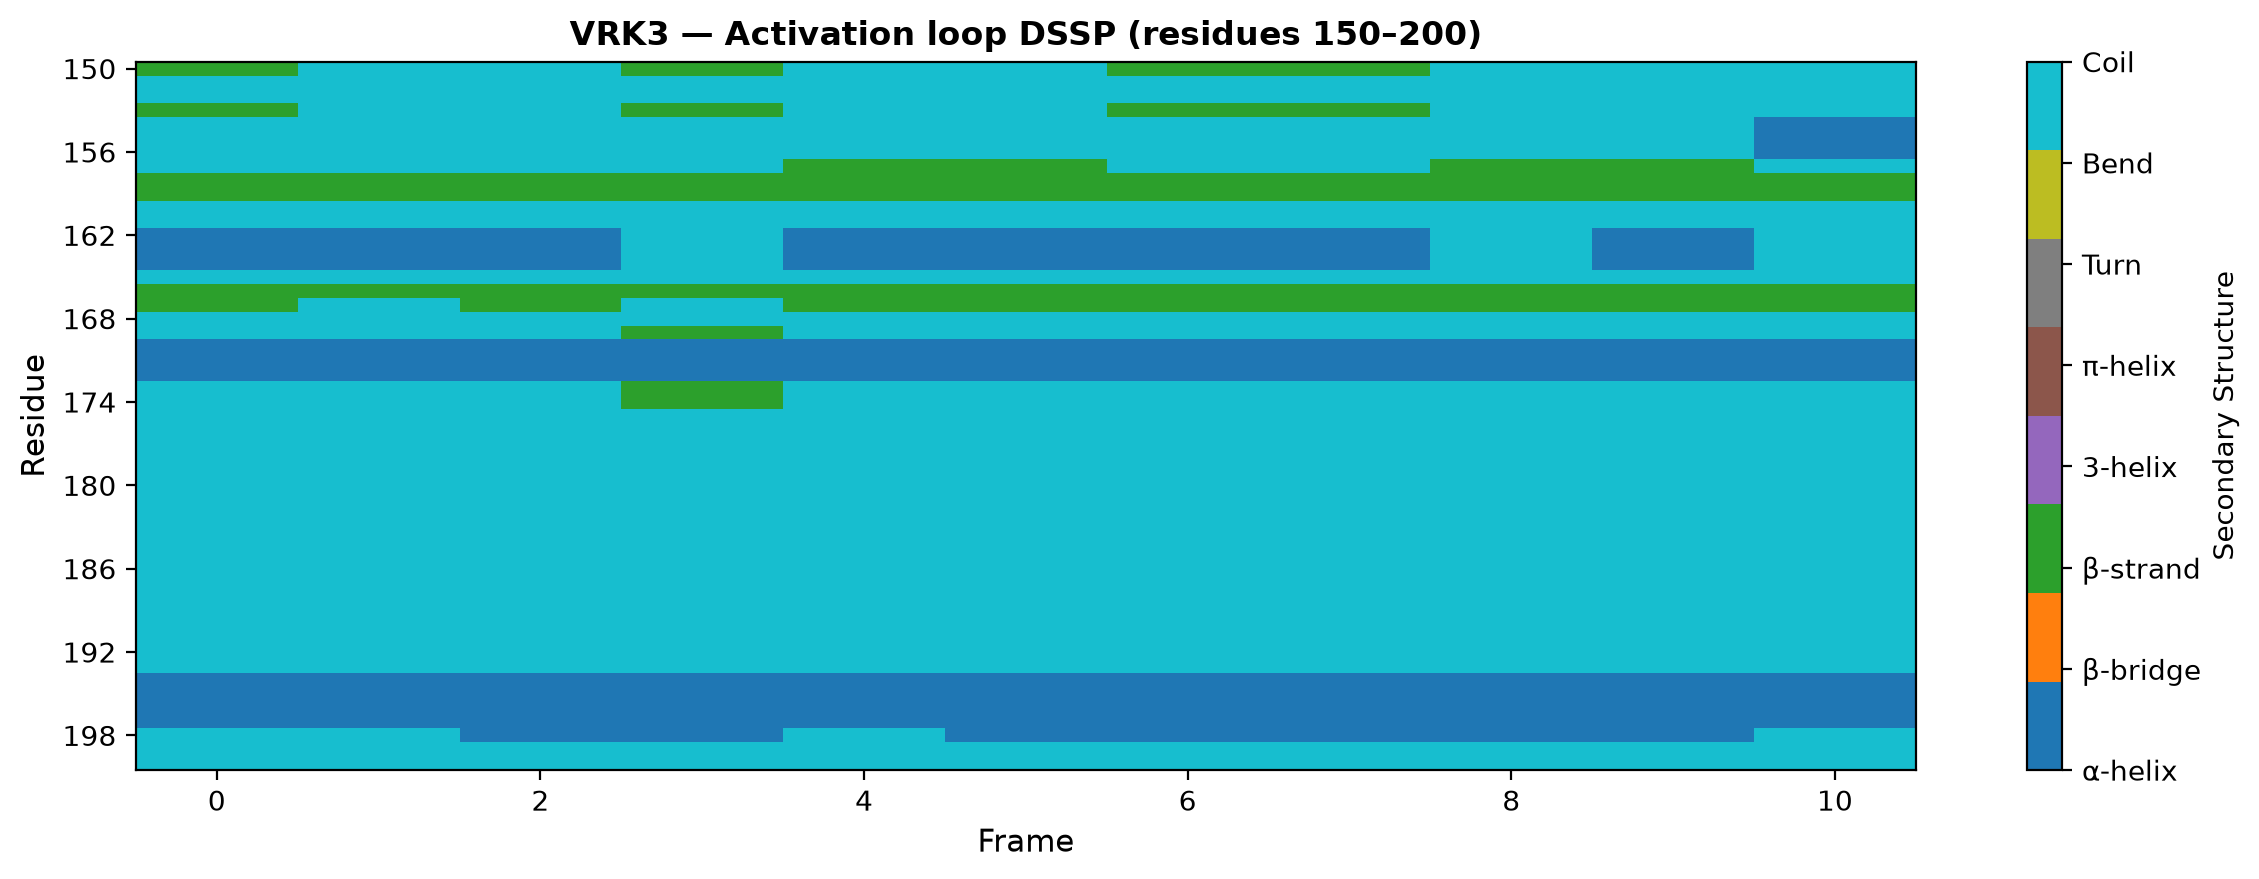 VRK3 — Activation loop DSSP (residues 150–200)
150
156
162
168
174
180
186
192
198
Residue
0 2 4 6 8 10
Frame
Coil
Bend
Turn
π-helix
3-helix
β-strand
β-bridge
α-helix
Secondary Structure